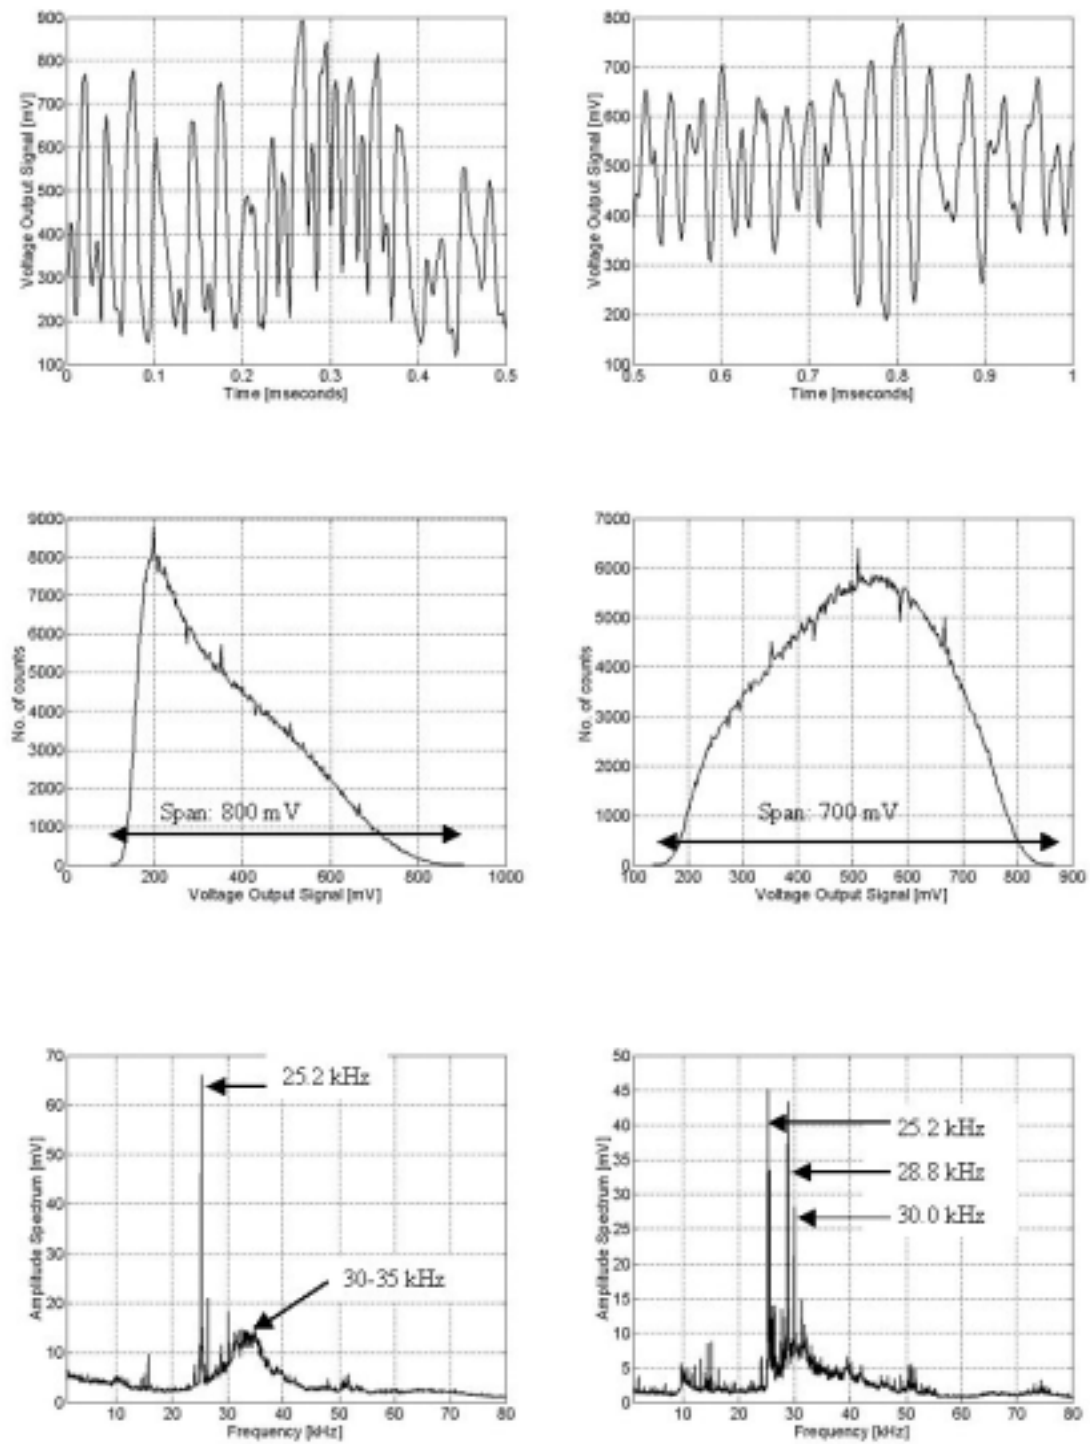 Voltage Output Signal [mV]
900
800
700
600
500
400
300
200
100
0 0.1 0.2 0.3 0.4 0.5
Time [mseconds]
Voltage Output Signal [mV]
800
700
600
500
400
300
200
100
0.5 0.6 0.7 0.8 0.9 1
Time [mseconds]
No. of counts
9000
8000
7000
6000
5000
4000
3000
2000
1000
0
Span: 800 mV
0 200 400 600 800 1000
Voltage Output Signal [mV]
No. of counts
7000
6000
5000
4000
3000
2000
1000
0
Span: 700 mV
100 200 300 400 500 600 700 800 900
Voltage Output Signal [mV]
Amplitude Spectrum [mV]
70
60
50
40
30
20
10
0
25.2 kHz
30-35 kHz
10 20 30 40 50 60 70 80
Frequency [kHz]
Amplitude Spectrum [mV]
50
45
40
35
30
25
20
15
10
5
0
25.2 kHz
28.8 kHz
30.0 kHz
10 20 30 40 50 60 70 80
Frequency [kHz]